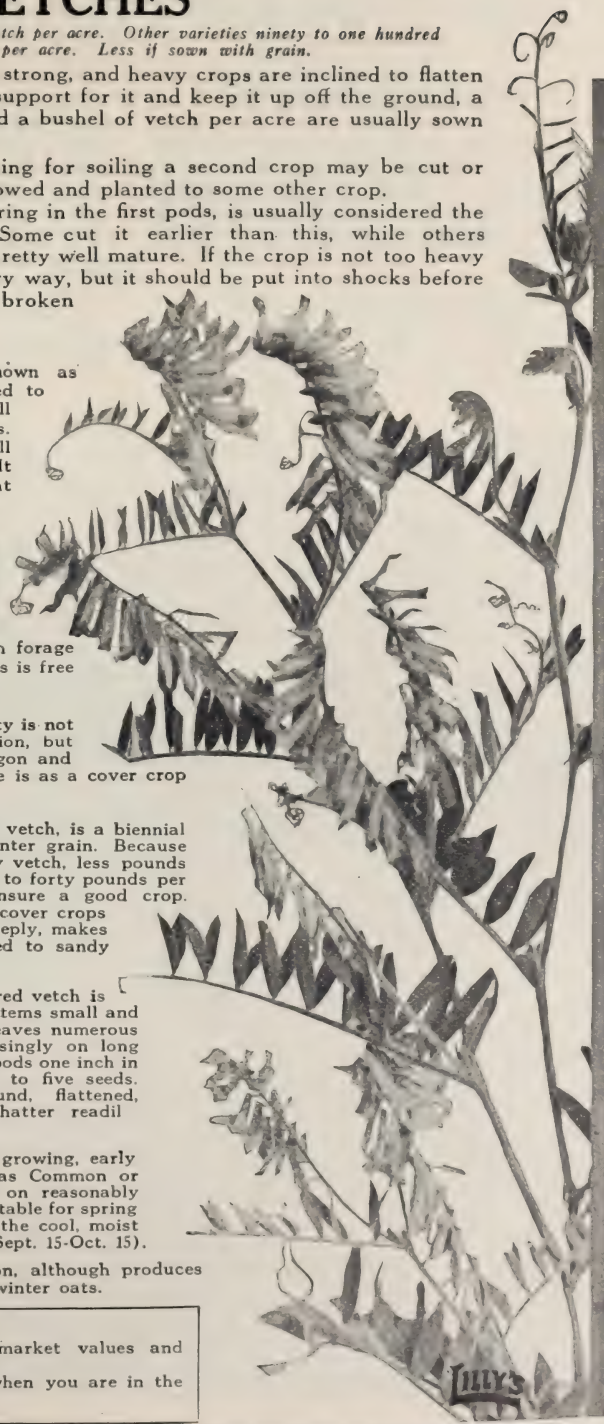 ETCHES
tch per acre. Other varieties ninety to one hundred
per acre. Less if sown with grain.
strong, and heavy crops are inclined to flatten
support for it and keep it up off the ground, a
d a bushel of vetch per acre are usually sown
ing for soiling a second crop may be cut or
owed and planted to some other crop.
ring in the first pods, is usually considered the
Some cut it earlier than this, while others
retty well mature. If the crop is not too heavy
ry way, but it should be put into shocks before
broken
nown as
ed to
ll
s.
ll
It
at
n forage
s is free
ty is not
ion, but
gon and
e is as a cover crop
vetch, is a biennial
nter grain. Because
y vetch, less pounds
to forty pounds per
nsure a good crop.
cover crops
eply, makes
ed to sandy
red vetch is
tems small and
eaves numerous
singly on long
pods one inch in
to five seeds.
und, flattened,
hatter readil
growing, early
as Common or
on reasonably
table for spring
the cool, moist
Sept. 15-Oct. 15).
on, although produces
winter oats.
market values and
when you are in the
LILLY'S